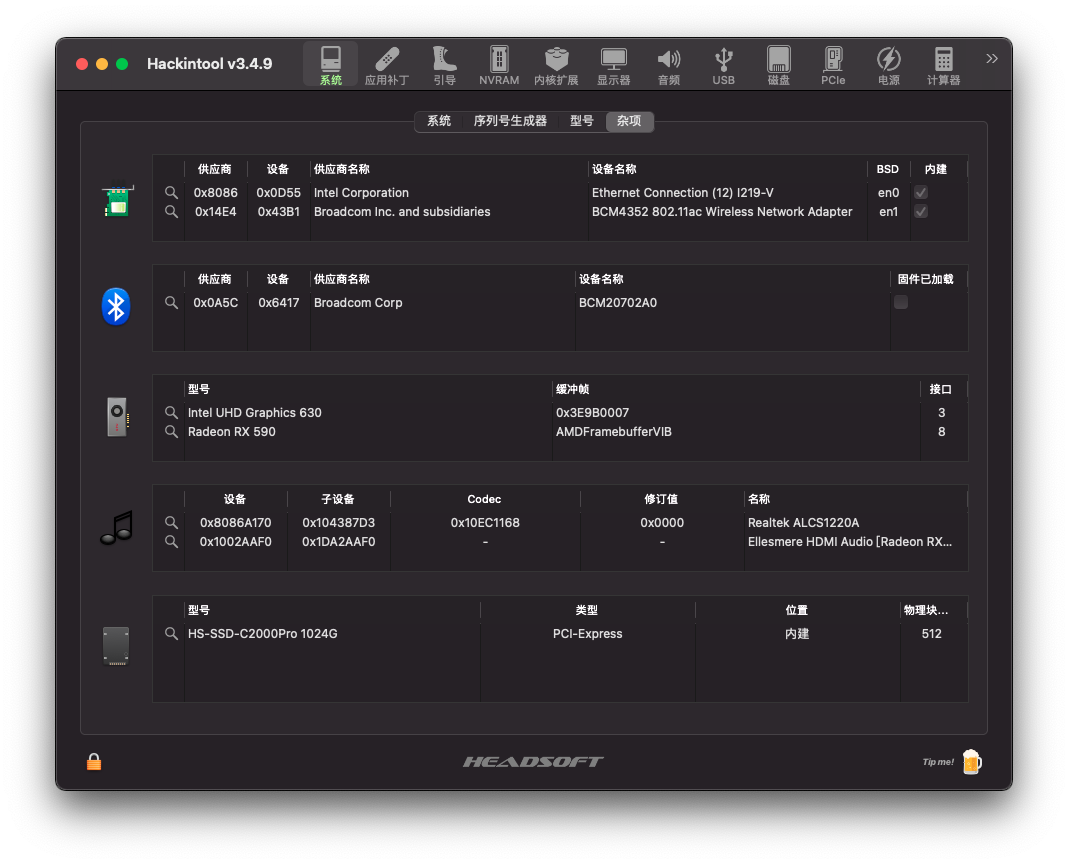 Hackintool v3.4.9
系统 应用补丁 引导 NVRAM 内核扩展 显示器 音频 USB 磁盘 PCIe 电源 计算器
系统 序列号生成器 型号 杂项
供应商 设备 供应商名称 设备名称 BSD 内建
0x8086 0x0D55 Intel Corporation Ethernet Connection (12) I219-V en0
0x14E4 0x43B1 Broadcom Inc. and subsidiaries BCM4352 802.11ac Wireless Network Adapter en1
供应商 设备 供应商名称 设备名称 固件已加载
0x0A5C 0x6417 Broadcom Corp BCM20702A0
型号 缓冲帧 接口
Intel UHD Graphics 630 0x3E9B0007 3
Radeon RX 590 AMDFramebufferVIB 8
设备 子设备 Codec 修订值 名称
0x8086A170 0x104387D3 0x10EC1168 0x0000 Realtek ALCS1220A
0x1002AAF0 0x1DA2AAF0 - - Ellesmere HDMI Audio [Radeon RX...
型号 类型 位置 物理块...
HS-SSD-C2000Pro 1024G PCI-Express 内建 512
HEADSOFT
Tip me!